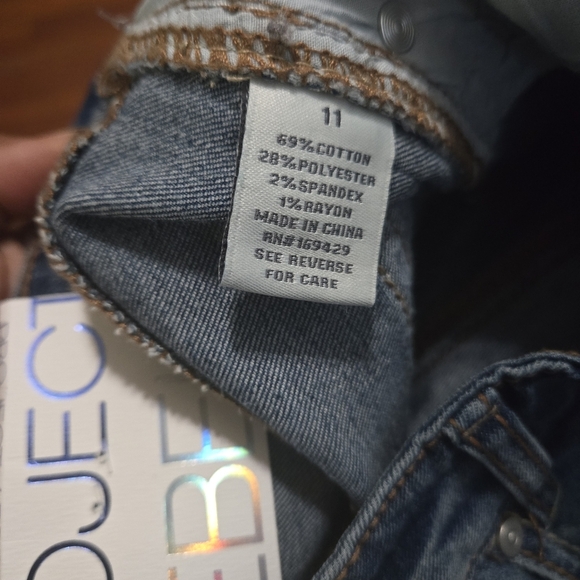 11
69%COTTON
28%POLYESTER
2%SPANDEX
1%RAYON
MADE IN CHINA
RN#169429
SEE REVERSE
FOR CARE